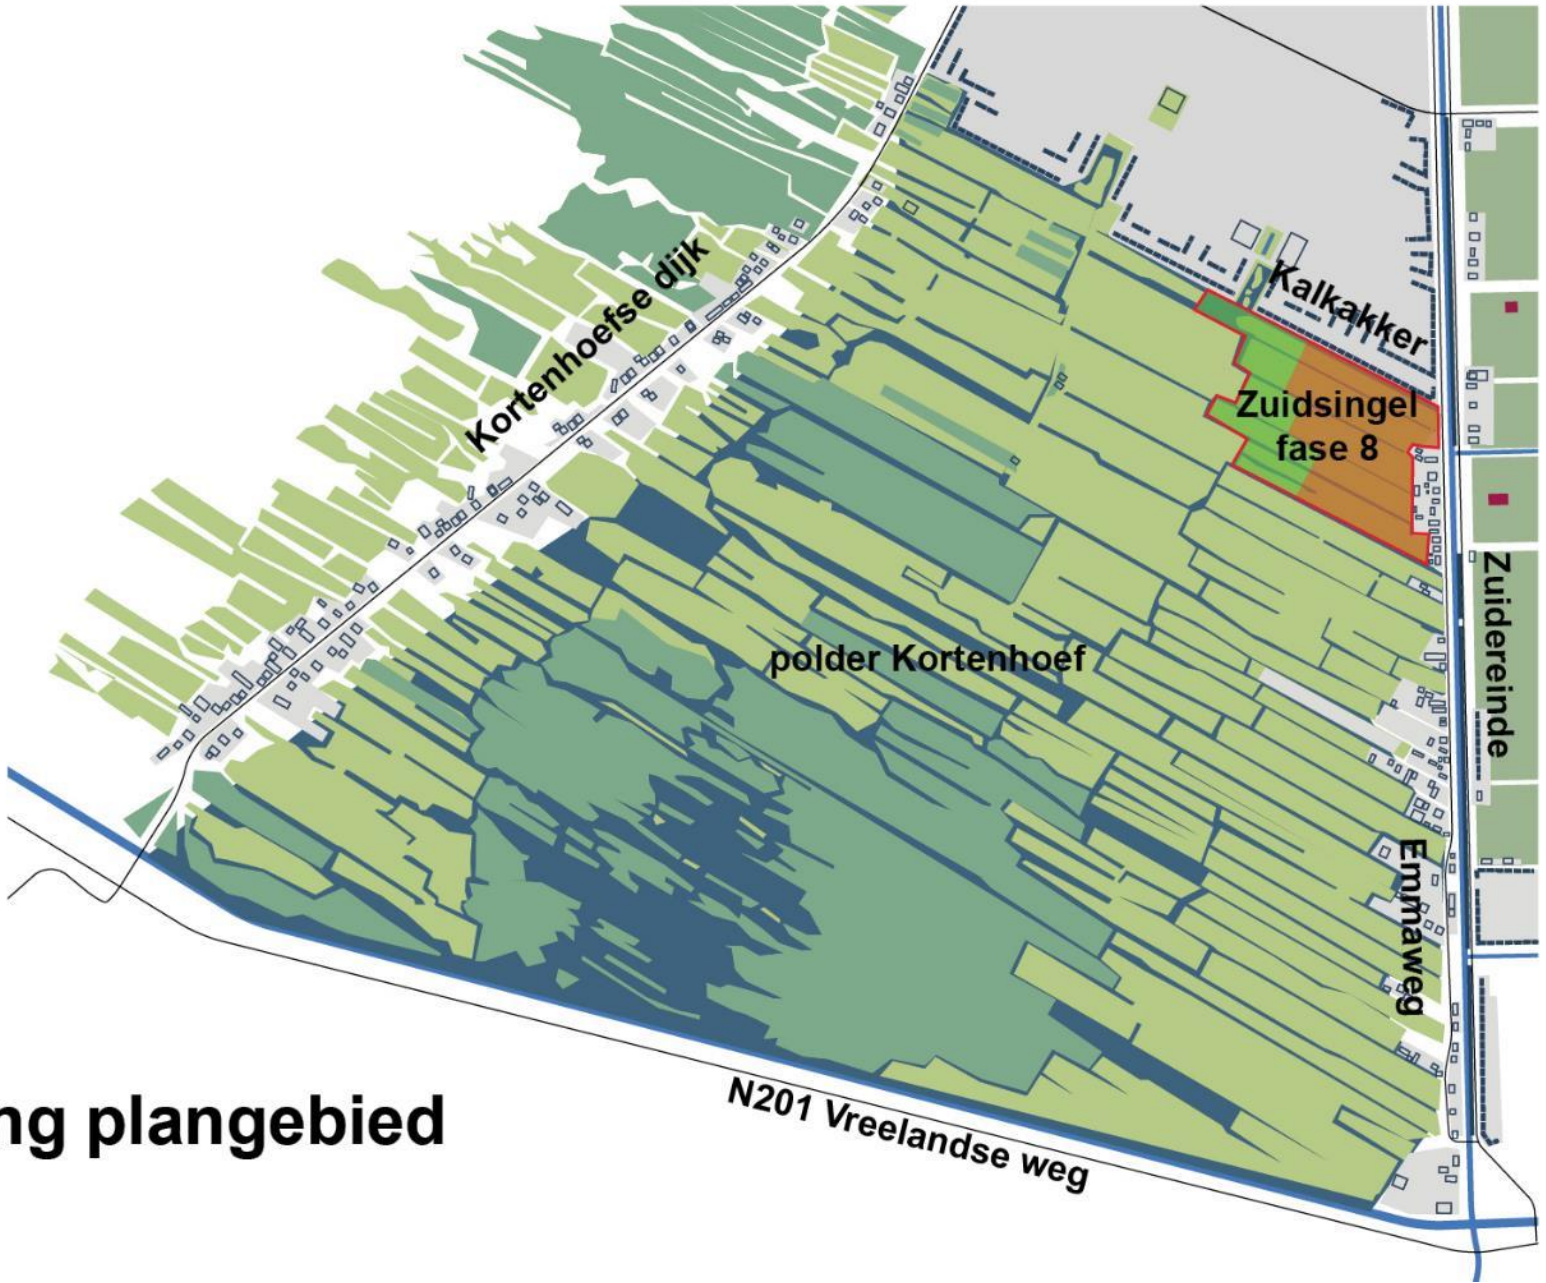 Kortenhoefse dijk
Kalkakker
Zuidsingel
fase 8
polder Kortenhoef
Zuidereinde
Emmaweg
N201 Vreelandse weg
ng plangebied